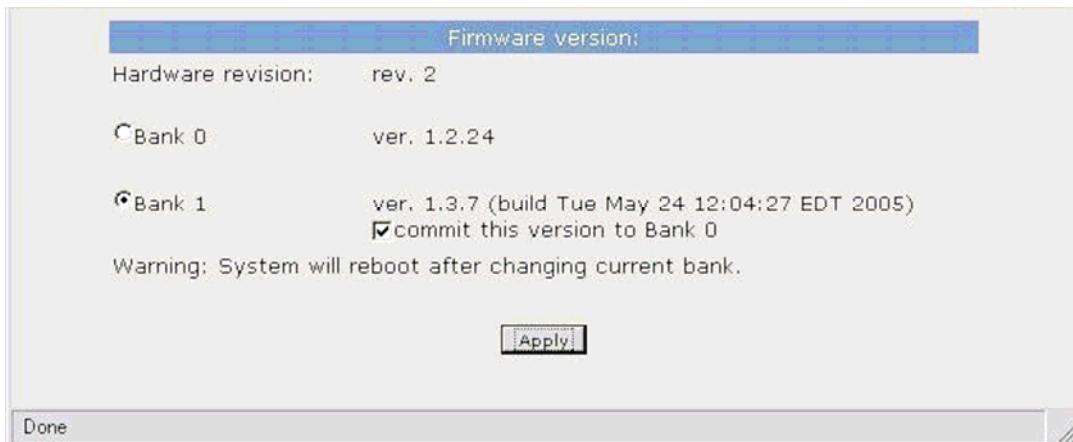 Firmware version:
Hardware revision: rev. 2
Bank 0 ver. 1.2.24
Bank 1 ver. 1.3.7 (build Tue May 24 12:04:27 EDT 2005)
commit this version to Bank 0
Warning: System will reboot after changing current bank.
Apply
Done